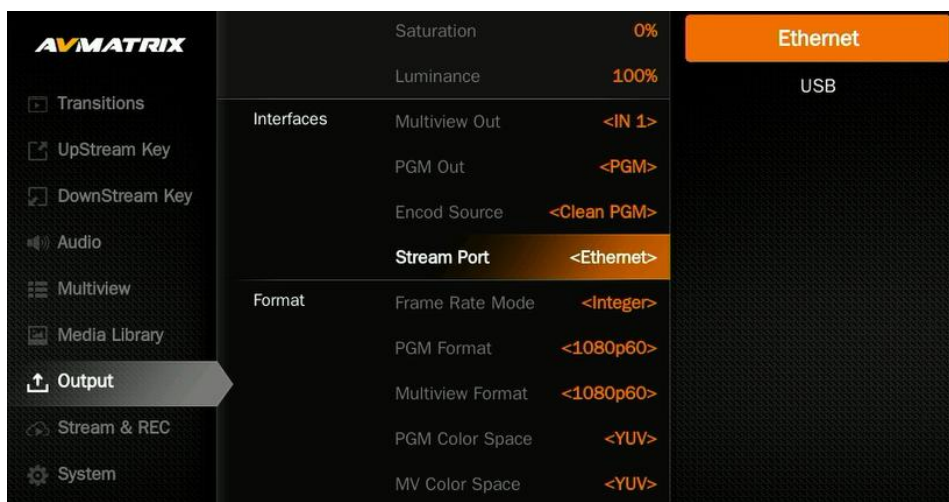 AVMATRIX
Transitions
UpStream Key
DownStream Key
Audio
Multiview
Media Library
Output
Stream & REC
System
Saturation 0%
Luminance 100%
Interfaces Multiview Out <IN 1>
PGM Out <PGM>
Encod Source <Clean PGM>
Stream Port <Ethernet>
Format Frame Rate Mode <Integer>
PGM Format <1080p60>
Multiview Format <1080p60>
PGM Color Space <YUV>
MV Color Space <YUV>
Ethernet
USB